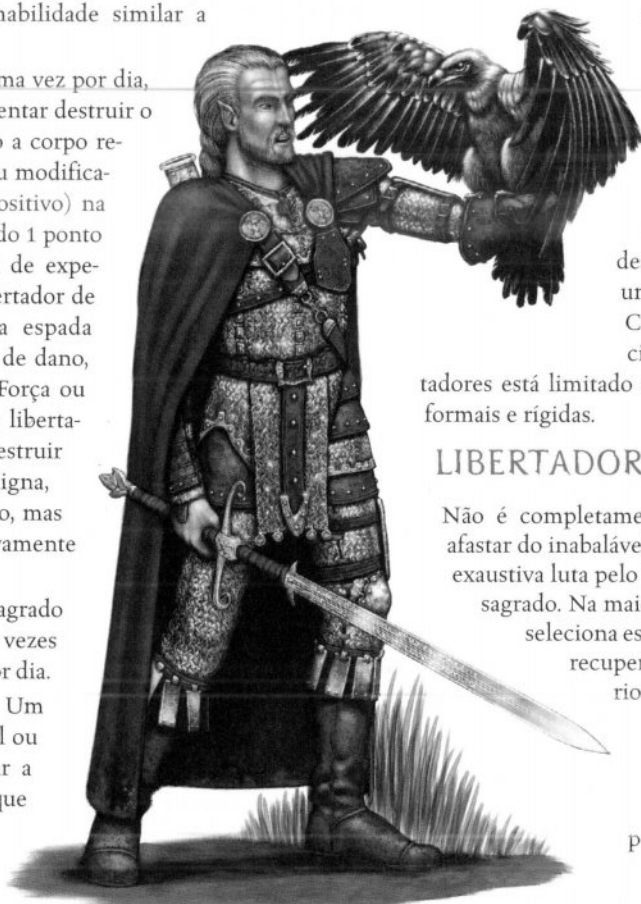 habilidade similar a
ma vez por dia,
entar destruir o
o a corpo re-
u modifica-
ositivo) na
do 1 ponto
de expe-
ertador de
a espada
de dano,
Força ou
liberta-
estruir
igna,
o, mas
vamente
agrado
vezes
or dia.
Um
l ou
r a
que
de
un
C
ci
tadores está limitado
formais e rígidas.
LIBERTADOR
Não é completame
afastar do inabaláve
exaustiva luta pelo
sagrado. Na mai
seleciona es
recuper
rio
p